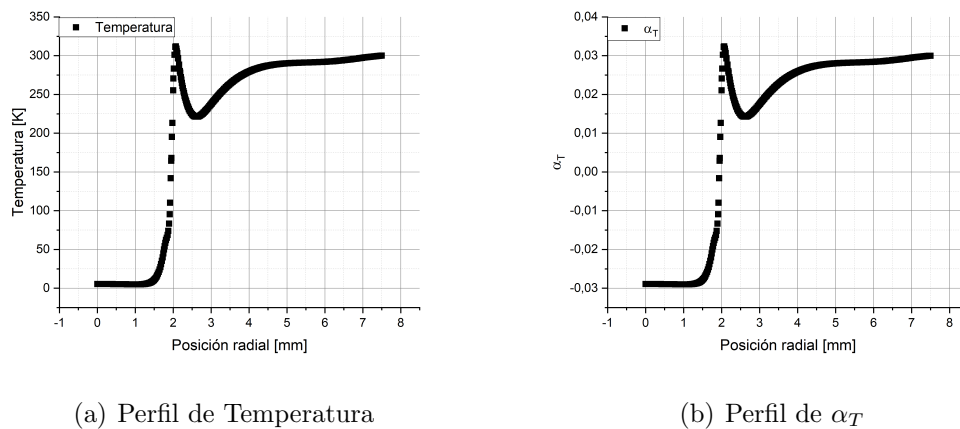 Temperatura
Temperatura [K]
350
300
250
200
150
100
50
0
-1 0 1 2 3 4 5 6 7 8
Posición radial [mm]
α_T
α_T
0,04
0,03
0,02
0,01
0,00
-0,01
-0,02
-0,03
-1 0 1 2 3 4 5 6 7 8
Posición radial [mm]
(a) Perfil de Temperatura
(b) Perfil de α_T